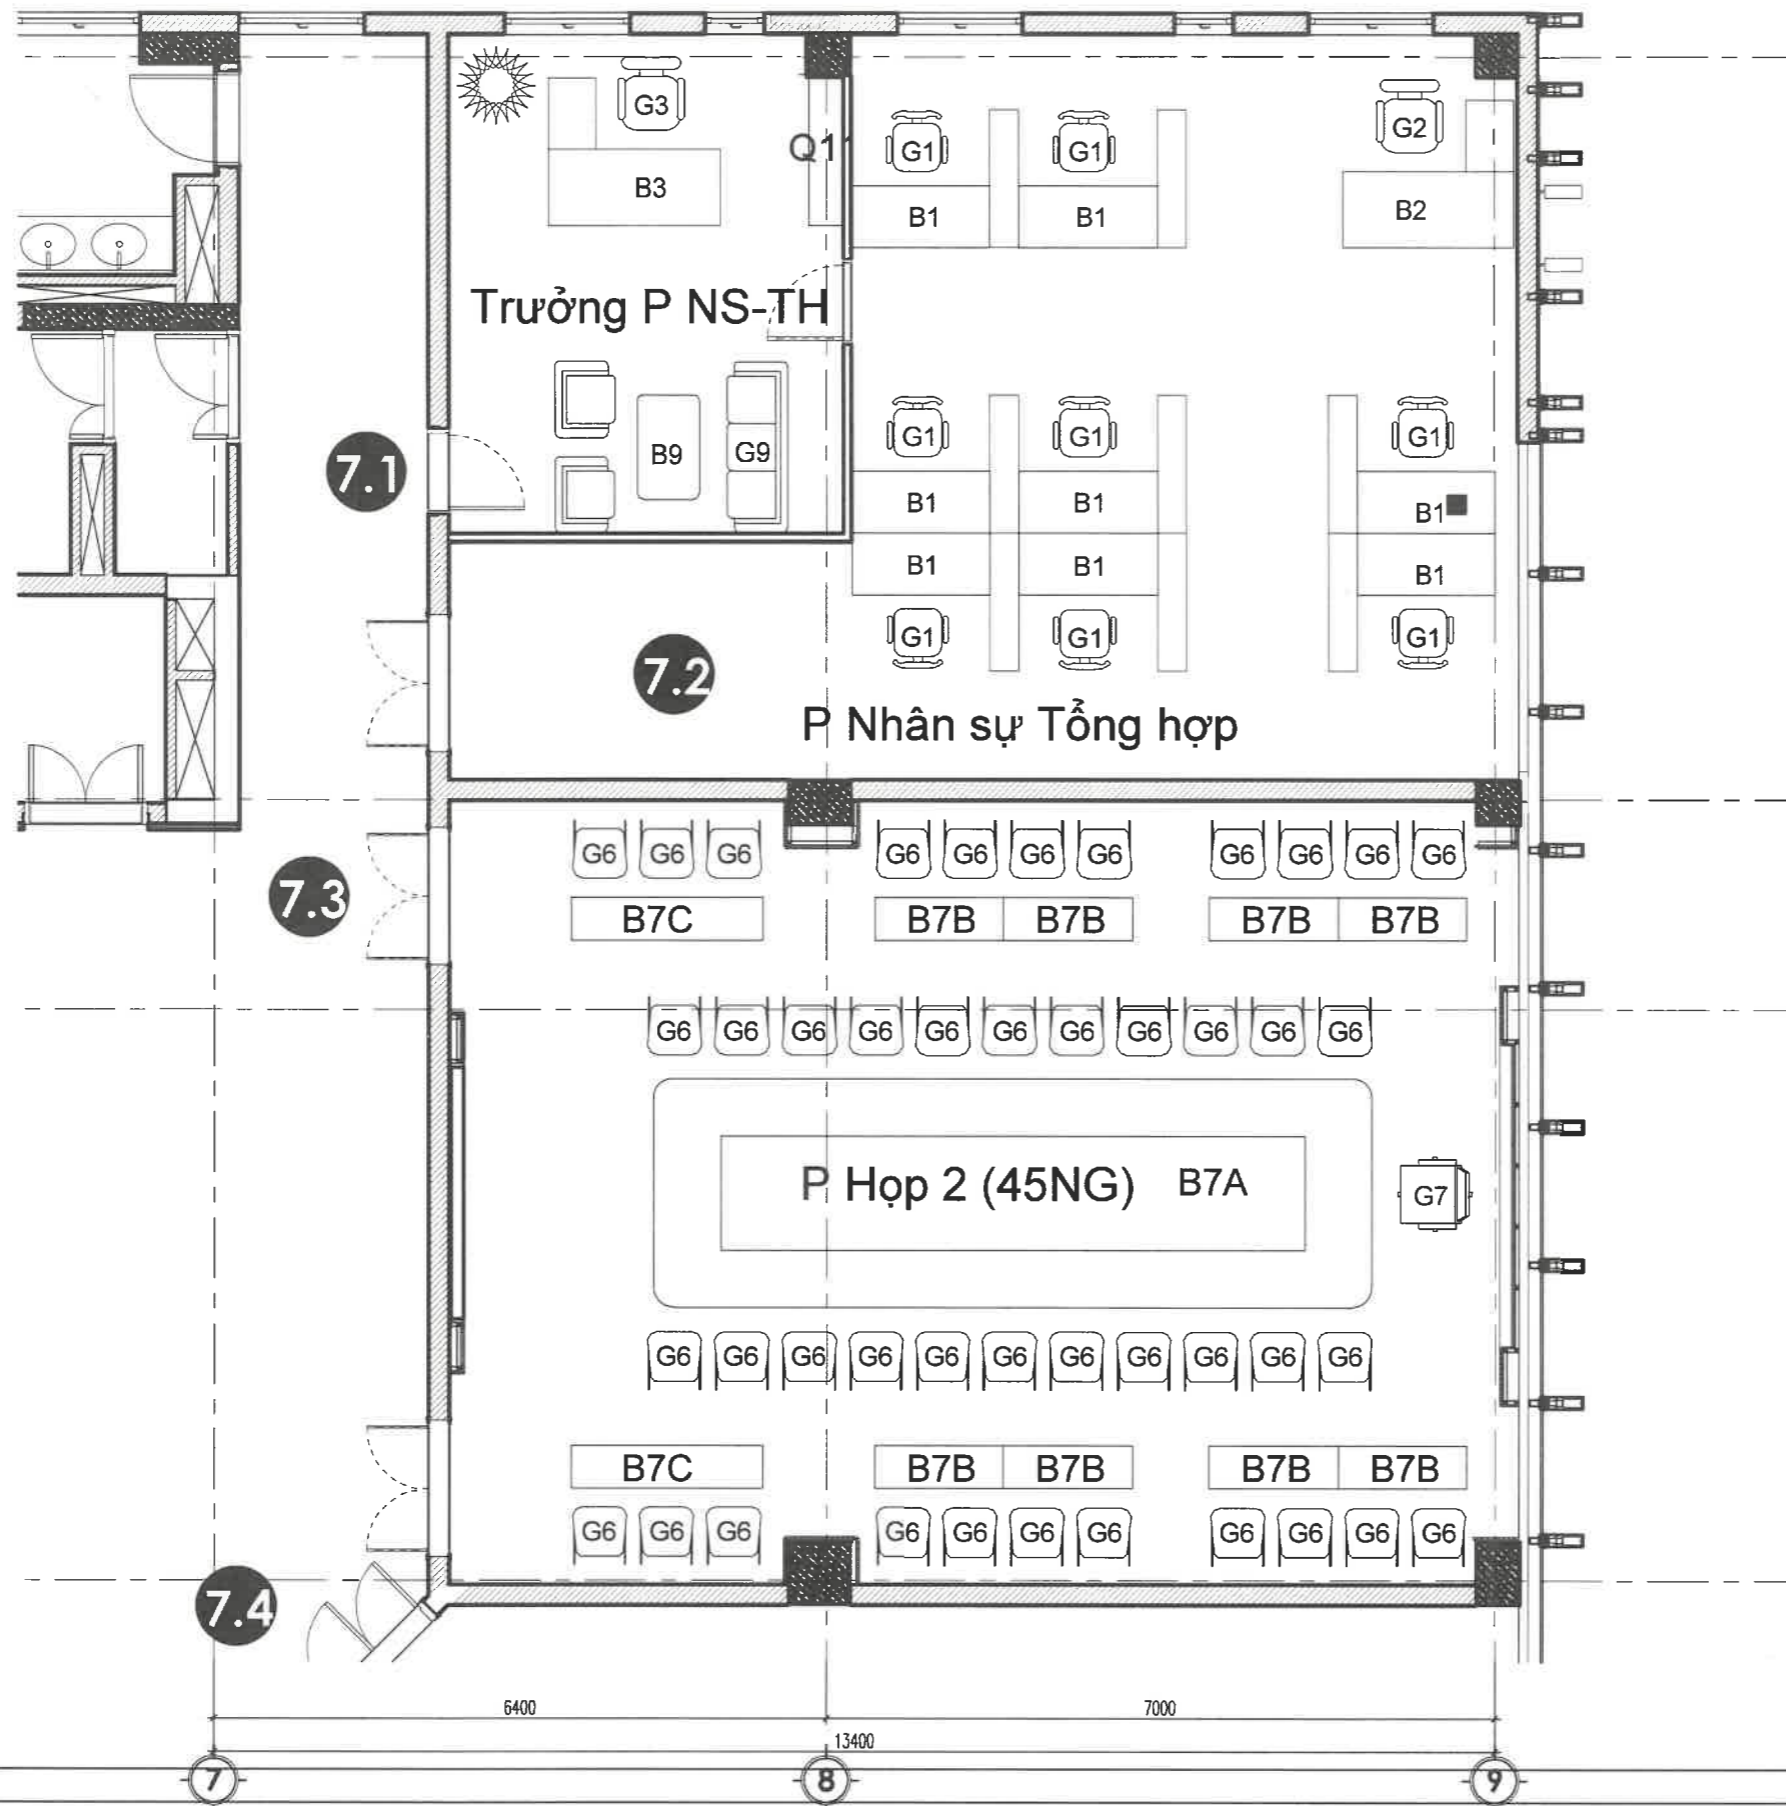 G3
G1 G1 G2
Q11
B3
B1 B1 B2
Trưởng P NS-TH
G1 G1 G1
B9 G9
7.1
B1 B1 B1
B1 B1 B1
G1 G1 G1
7.2
P Nhân sự Tổng hợp
G6 G6 G6 G6 G6 G6 G6 G6 G6 G6 G6
7.3
B7C B7B B7B B7B B7B
G6 G6 G6 G6 G6 G6 G6 G6 G6 G6 G6
P Họp 2 (45NG) B7A
G7
G6 G6 G6 G6 G6 G6 G6 G6 G6 G6 G6
B7C B7B B7B B7B B7B
G6 G6 G6 G6 G6 G6 G6 G6 G6 G6 G6
7.4
6400 7000
13400
7 8 9